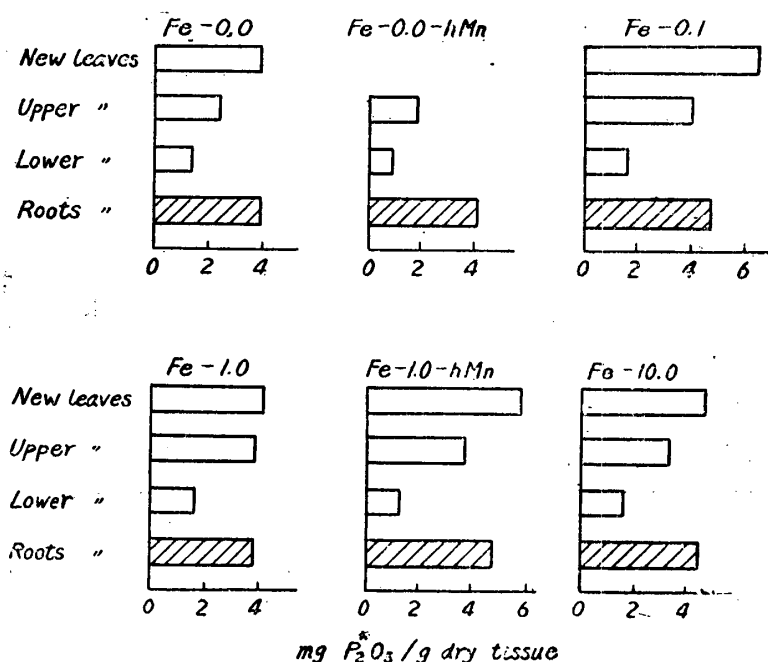 Fe-0.0 Fe-0.0-hMn Fe-0.1
New leaves
Upper "
Lower "
Roots "
0 2 4 0 2 4 0 2 4 6
Fe-1.0 Fe-1.0-hMn Fe-10.0
New leaves
Upper "
Lower "
Roots "
0 2 4 0 2 4 6 0 2 4
mg P₂*O₃/g dry tissue